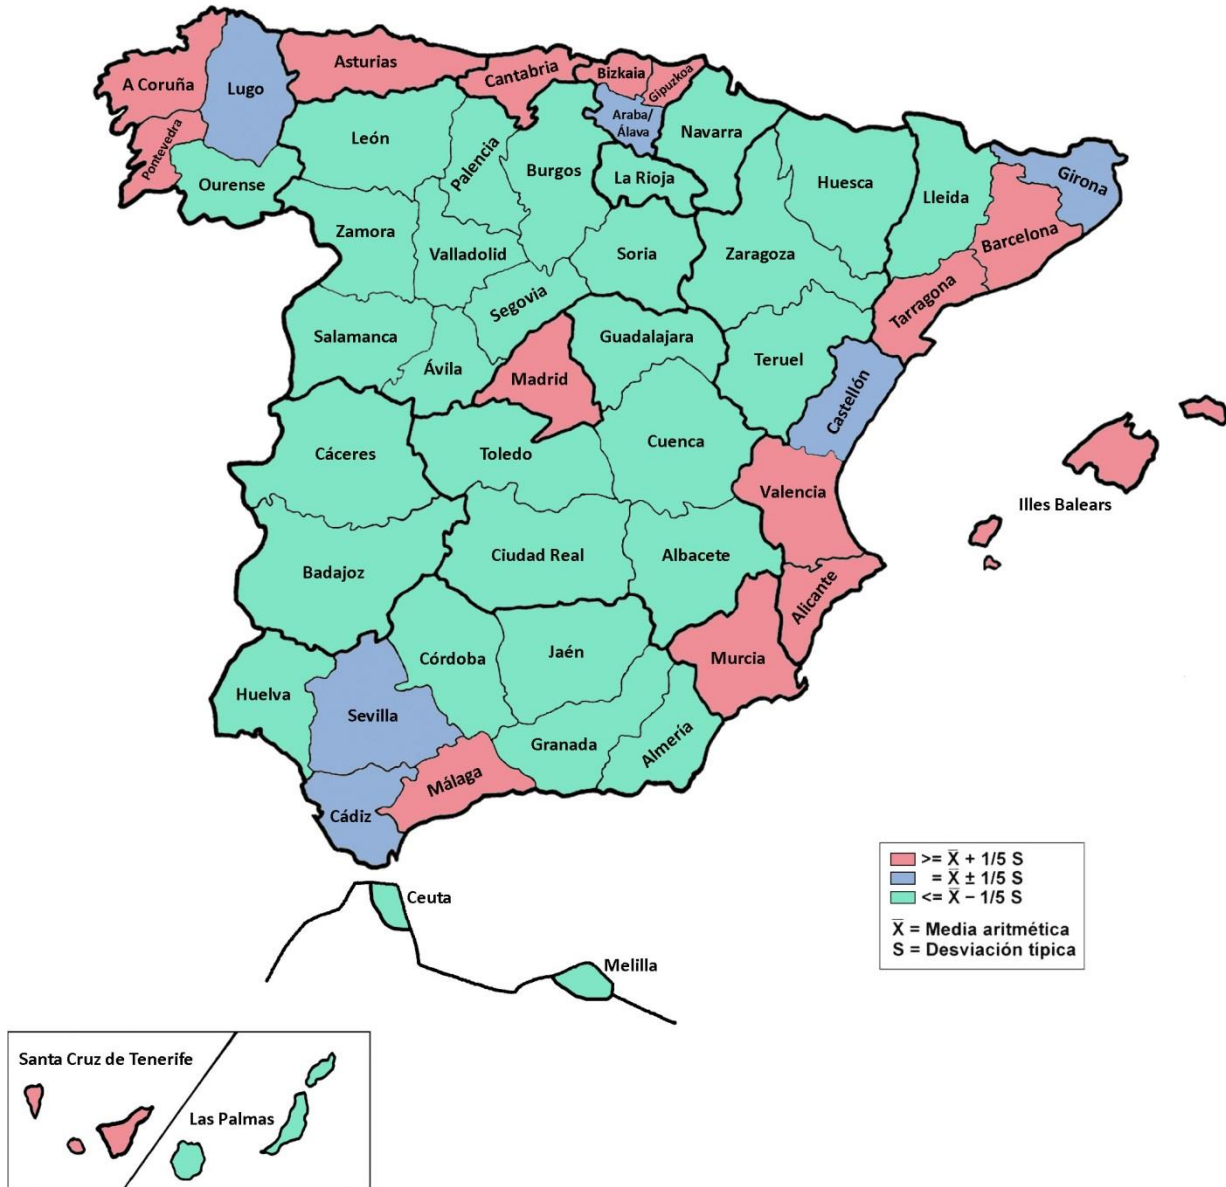 Asturias
Cantabria
Bizkaia
Gipuzkoa
A Coruña
Lugo
Araba/
Álava
Navarra
Pontevedra
León
Palencia
Burgos
La Rioja
Huesca
Lleida
Girona
Ourense
Barcelona
Zamora
Valladolid
Soria
Zaragoza
Segovia
Tarragona
Salamanca
Guadalajara
Ávila
Madrid
Teruel
Castellón
Cáceres
Toledo
Cuenca
Valencia
Illes Balears
Badajoz
Ciudad Real
Albacete
Alicante
Córdoba
Jaén
Murcia
Huelva
Sevilla
Granada
Almería
Málaga
Cádiz
>= X̅ + 1/5 S
= X̅ ± 1/5 S
<= X̅ – 1/5 S
X̅ = Media aritmética
S = Desviación típica
Ceuta
Melilla
Santa Cruz de Tenerife
Las Palmas